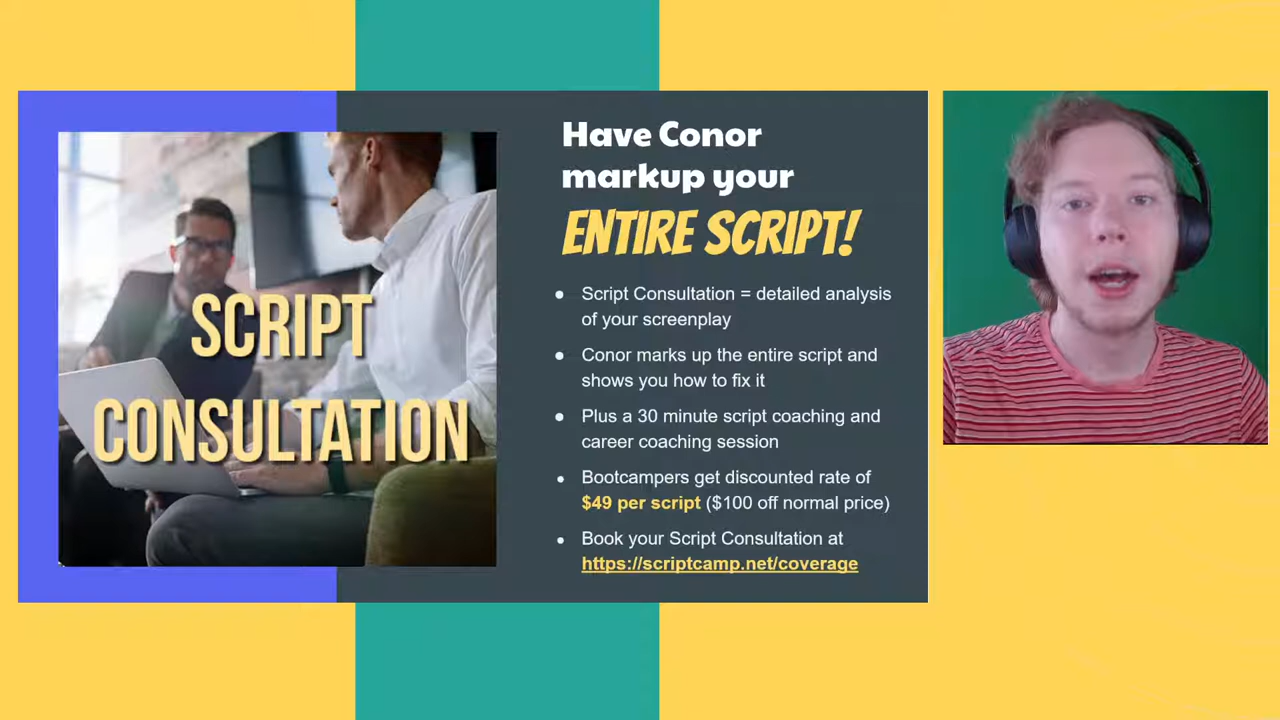 SCRIPT
CONSULTATION
Have Conor
markup your
ENTIRE SCRIPT!
● Script Consultation = detailed analysis
of your screenplay
● Conor marks up the entire script and
shows you how to fix it
● Plus a 30 minute script coaching and
career coaching session
● Bootcampers get discounted rate of
$49 per script ($100 off normal price)
● Book your Script Consultation at
https://scriptcamp.net/coverage